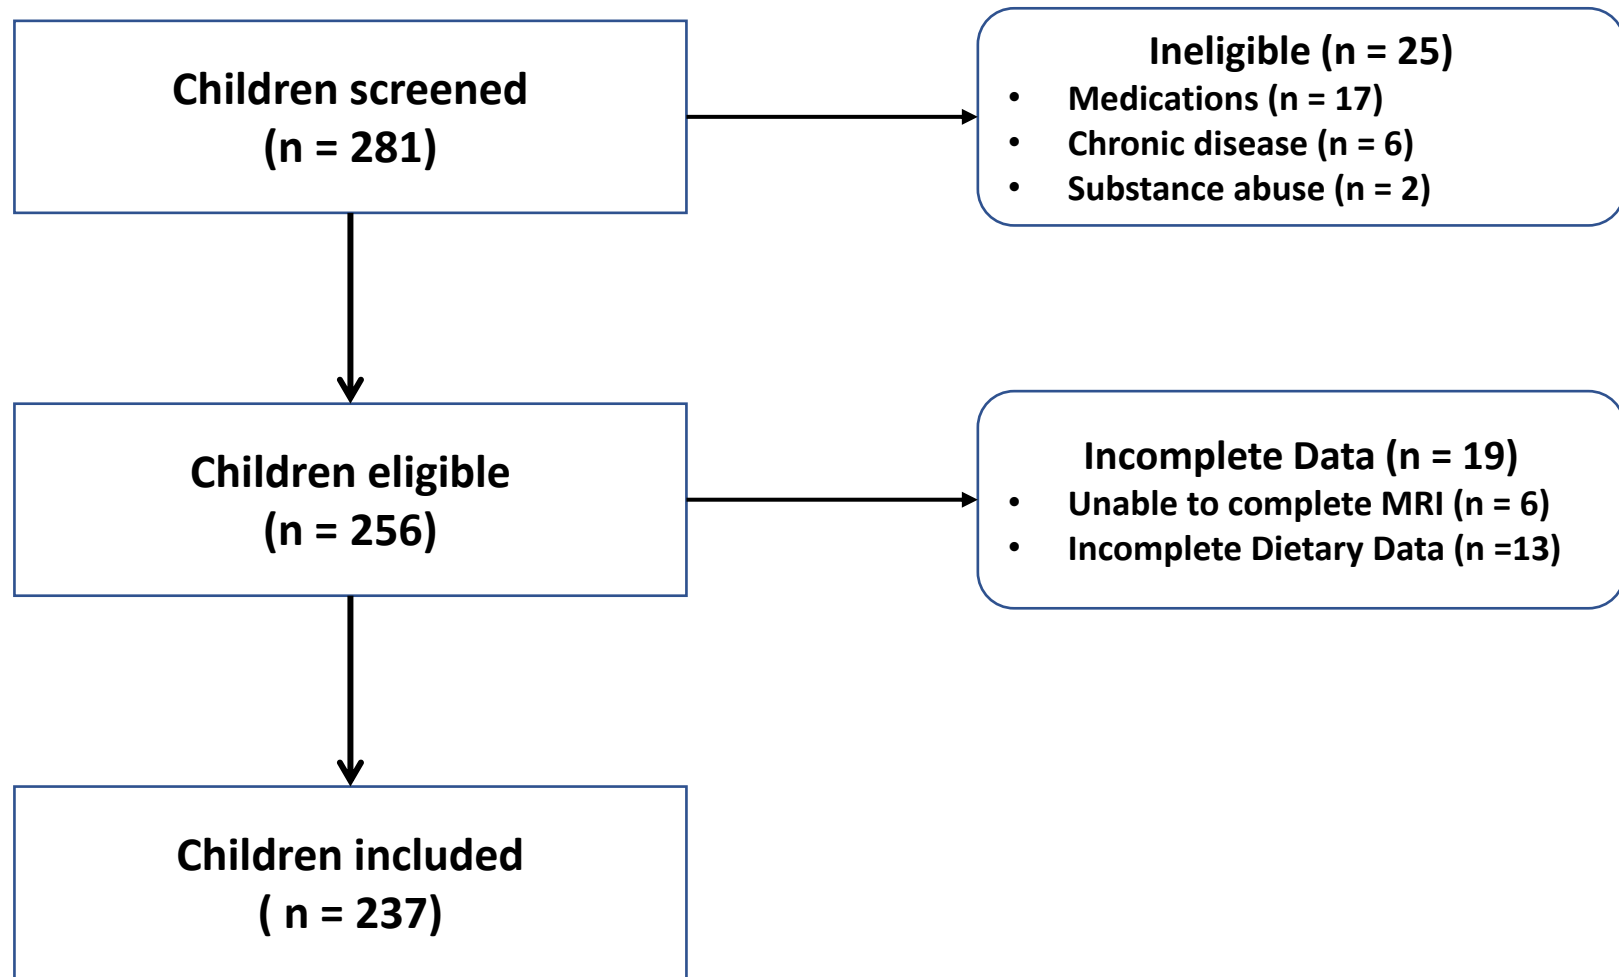 Children screened
(n = 281)
Ineligible (n = 25)
• Medications (n = 17)
• Chronic disease (n = 6)
• Substance abuse (n = 2)
Children eligible
(n = 256)
Incomplete Data (n = 19)
• Unable to complete MRI (n = 6)
• Incomplete Dietary Data (n =13)
Children included
( n = 237)